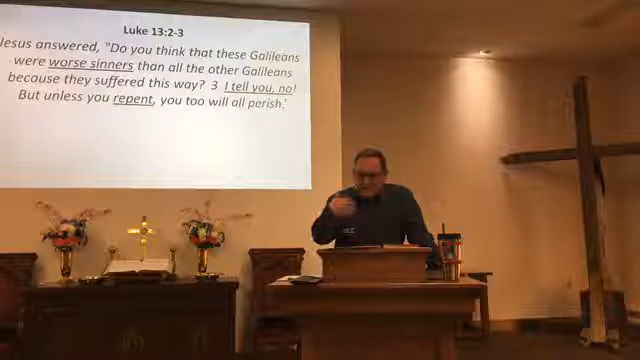 Luke 13:2-3
Jesus answered, "Do you think that these Galileans
were worse sinners than all the other Galileans
because they suffered this way? 3 I tell you, no!
But unless you repent, you too will all perish.'